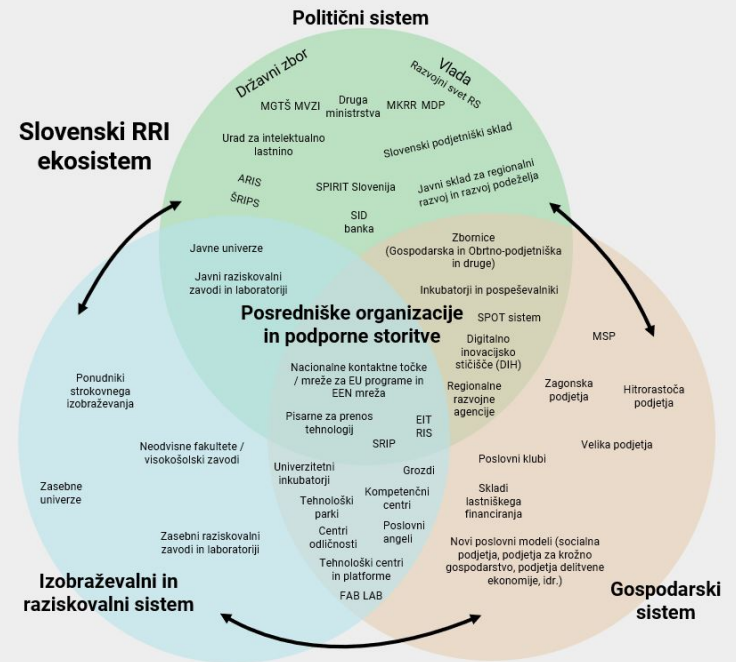 Politični sistem
Slovenski RRI
ekosistem
Državni zbor
Vlada
Razvojni svet RS
MGTŠ MVZI
Druga
ministrstva
MKRR MDP
Urad za intelektualno
lastnino
Slovenski podjetniški sklad
ARIS
ŠRIPS
SPIRIT Slovenija
Javni sklad za regionalni
razvoj in razvoj podeželja
SID
banka
Javne univerze
Javni raziskovalni
zavodi in laboratoriji
Zbornice
(Gospodarska in Obrtno-podjetniška
in druge)
Inkubatorji in pospeševalniki
SPOT sistem
Digitalno
inovacijsko
stičišče (DIH)
Regionalne
razvojne
agencije
Posredniške organizacije
in podporne storitve
Nacionalne kontaktne točke
/ mreže za EU programe in
EEN mreža
Pisarne za prenos
tehnologij
EIT
RIS
SRIP
Univerzitetni
inkubatorji
Grozdi
Tehnološki
parki
Kompetenčni
centri
Centri
odličnosti
Poslovni
angeli
Tehnološki centri
in platforme
FAB LAB
Ponudniki
strokovnega
izobraževanja
Neodvisne fakultete /
visokošolski zavodi
Zasebne
univerze
Zasebni raziskovalni
zavodi in laboratoriji
Izobraževalni in
raziskovalni sistem
MSP
Zagonska
podjetja
Hitrorastoča
podjetja
Velika podjetja
Poslovni klubi
Skladi
lastniškega
financiranja
Novi poslovni modeli (socialna
podjetja, podjetja za krožno
gospodarstvo, podjetja delitvene
ekonomije, idr.)
Gospodarski
sistem